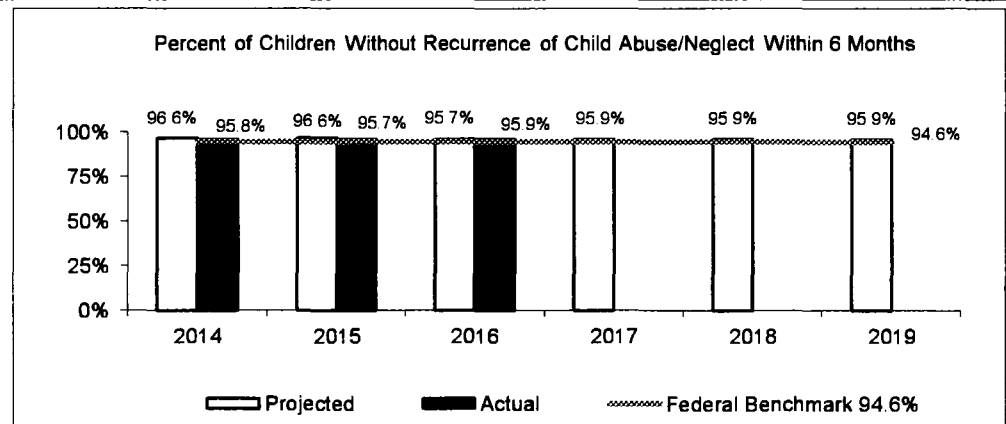 Percent of Children Without Recurrence of Child Abuse/Neglect Within 6 Months
96.6% 95.8% 96.6% 95.7% 95.7% 95.9% 95.9% 95.9% 95.9% 94.6%
100%
75%
50%
25%
0%
2014 2015 2016 2017 2018 2019
Projected Actual Federal Benchmark 94.6%